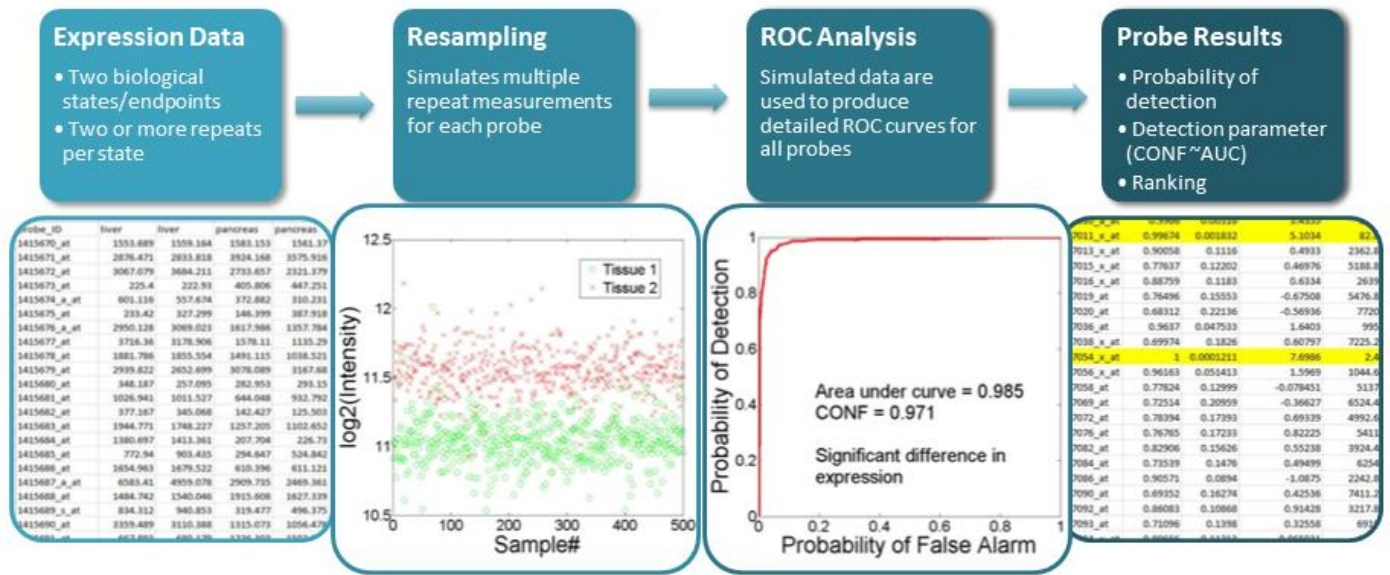 Expression Data
• Two biological
states/endpoints
• Two or more repeats
per state
Resampling
Simulates multiple
repeat measurements
for each probe
ROC Analysis
Simulated data are
used to produce
detailed ROC curves for
all probes
Probe Results
• Probability of
detection
• Detection parameter
(CONF~AUC)
• Ranking
liver liver pancreas pancreas
1415670_at 1553.689 1559.164 1583.153 1561.37
1415671_at 2876.471 2833.818 3924.168 3575.916
1415672_at 3067.079 3684.211 2733.657 2321.379
1415673_at 225.4 222.93 405.806 447.251
1415674_a_at 601.116 557.674 372.882 310.231
1415675_at 233.42 327.299 146.399 387.918
1415676_a_at 2950.128 3069.023 1617.986 1357.784
1415677_at 3716.36 3178.906 1578.11 1135.29
1415678_at 1881.786 1855.554 1491.115 1038.521
1415679_at 2939.822 2652.699 3078.089 3167.68
1415680_at 348.187 257.095 282.953 293.15
1415681_at 1026.941 1011.527 644.048 932.792
1415682_at 377.167 345.068 142.427 125.503
1415683_at 1944.771 1748.227 1257.205 1102.652
1415684_at 1380.697 1413.361 207.704 226.73
1415685_at 772.94 903.435 294.647 524.842
1415686_at 1654.963 1679.522 610.396 611.121
1415687_a_at 6583.41 4959.078 2909.735 2469.361
1415688_at 1484.742 1540.046 1915.608 1627.339
1415689_s_at 834.312 940.853 319.477 496.375
1415690_at 3359.489 3110.388 1315.073
12.5
12
11.5
11
10.5
log2(Intensity)
Tissue 1
Tissue 2
0 100 200 300 400 500
Sample#
1
0.8
0.6
0.4
0.2
0
Probability of Detection
Area under curve = 0.985
CONF = 0.971
Significant difference in
expression
0 0.2 0.4 0.6 0.8 1
Probability of False Alarm
7011_x_at 0.99674 0.001832 5.1034
7013_x_at 0.90058 0.1116 0.4933 2362.8
7015_x_at 0.77637 0.12202 0.46976 5188.8
7016_x_at 0.88759 0.1183 0.6334 2639
7019_at 0.76496 0.15553 -0.67508 5476.8
7020_at 0.68312 0.22136 -0.56936 7720
7036_at 0.9637 0.047533 1.6403 995
7038_x_at 0.69974 0.1826 0.60797 7225.2
7054_x_at 1 0.0001211 7.6986 2.4
7056_x_at 0.96163 0.051413 1.5969 1044.6
7058_at 0.77824 0.12999 -0.078451 5137
7069_at 0.72514 0.20959 -0.36627 6524.4
7072_at 0.78394 0.17393 0.69339 4992.6
7076_at 0.76765 0.17233 0.82225 5411
7082_at 0.82906 0.15626 0.55238 3924.4
7084_at 0.73539 0.1476 0.49499 6254
7086_at 0.90571 0.0894 -1.0875 2242.8
7090_at 0.69352 0.16274 0.42536 7411.2
7092_at 0.86083 0.10868 0.91428 3217.8
7093_at 0.71096 0.1398 0.32558